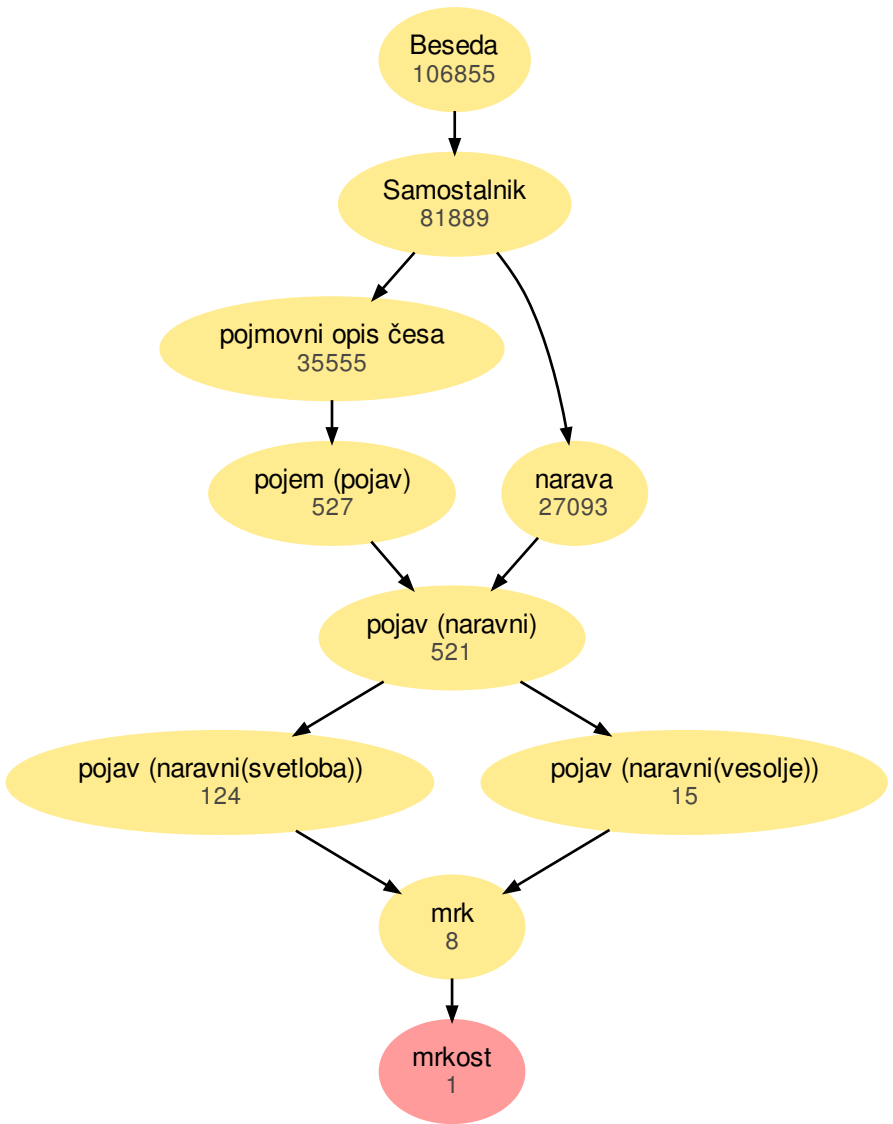 Beseda
106855
Samostalnik
81889
pojmovni opis česa
35555
pojem (pojav)
527
narava
27093
pojav (naravni)
521
pojav (naravni(svetloba))
124
pojav (naravni(vesolje))
15
mrk
8
mrkost
1